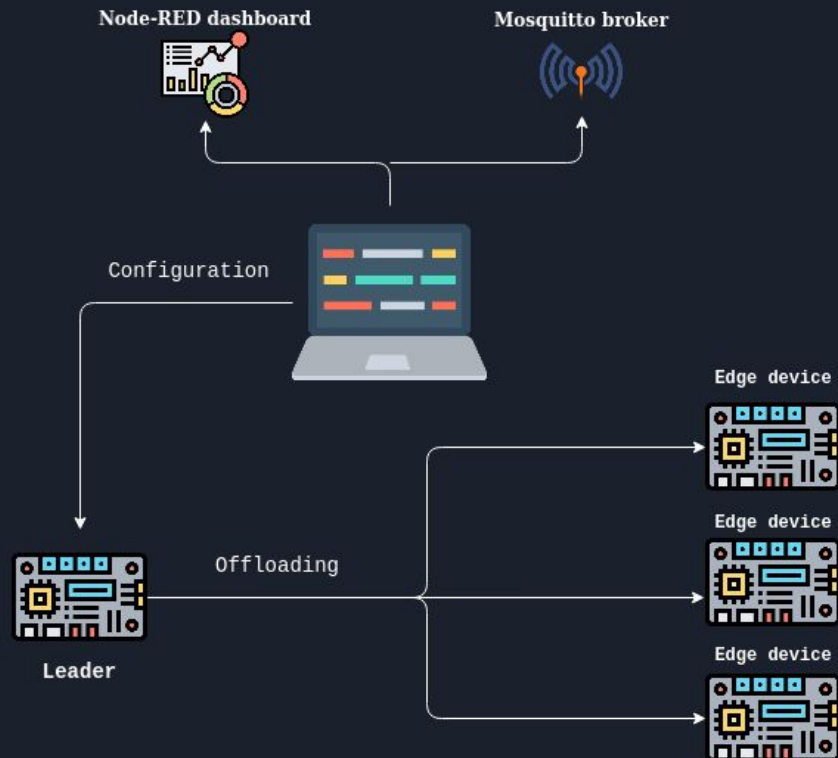 Node-RED dashboard
Mosquitto broker
Configuration
Edge device
Edge device
Offloading
Edge device
Leader